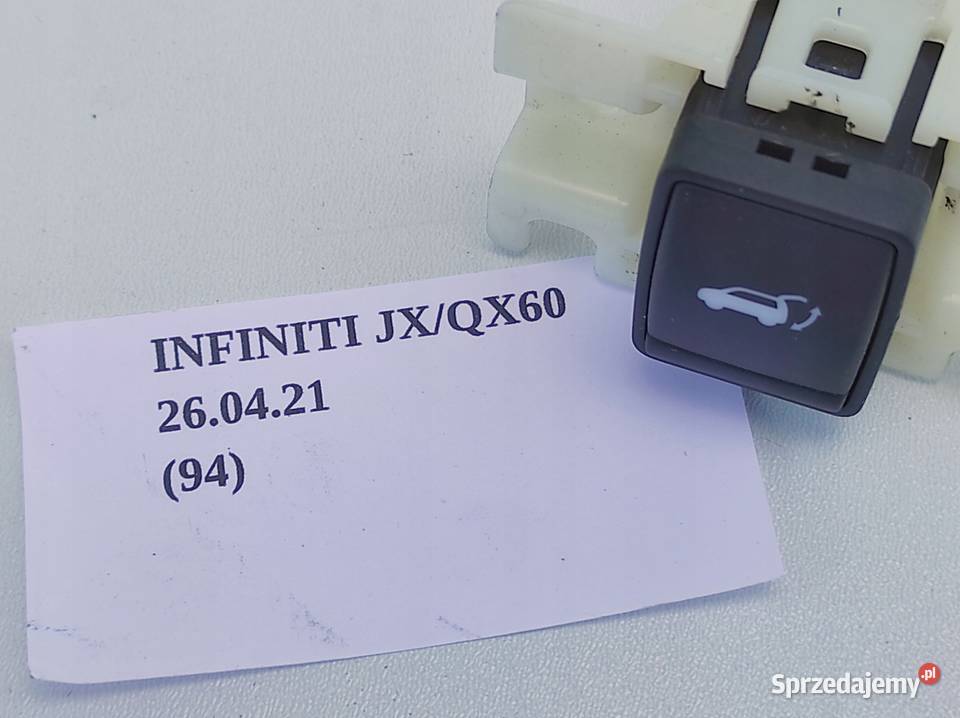 INFINITI JX/QX60
26.04.21
(94)
Sprzedajemy.pl